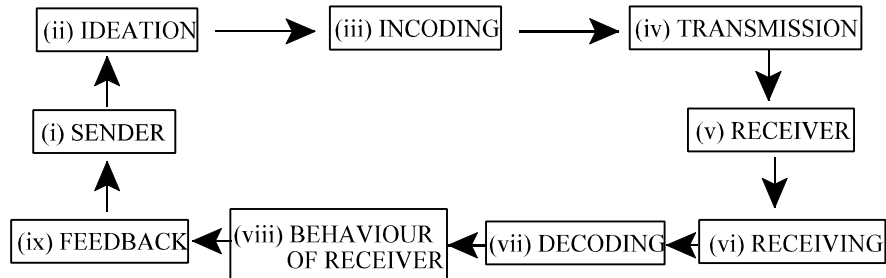 (ii) IDEATION
(iii) INCODING
(iv) TRANSMISSION
(i) SENDER
(v) RECEIVER
(ix) FEEDBACK
(viii) BEHAVIOUR
OF RECEIVER
(vii) DECODING
(vi) RECEIVING